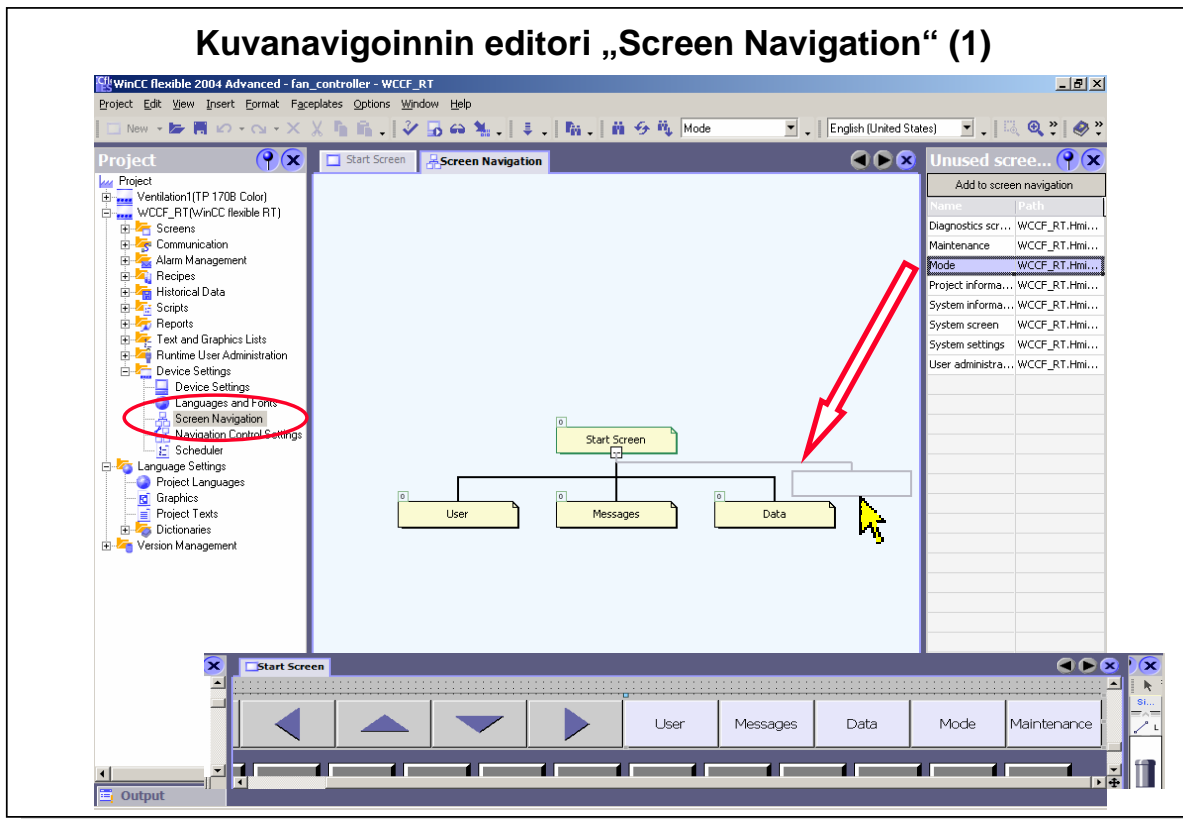 Kuvanavigoinnin editori „Screen Navigation“ (1)
WinCC flexible 2004 Advanced - fan_controller - WCCF_RT
Project Edit View Insert Format Faceplates Options Window Help
New Mode English (United States)
Project
Start Screen
Screen Navigation
Unused scree...
Project
Ventilation1(TP 170B Color)
WCCF_RT(WinCC flexible RT)
Screens
Communication
Alarm Management
Recipes
Historical Data
Scripts
Reports
Text and Graphics Lists
Runtime User Administration
Device Settings
Device Settings
Languages and Fonts
Screen Navigation
Navigation Control Settings
Scheduler
Language Settings
Project Languages
Graphics
Project Texts
Dictionaries
Version Management
0
Start Screen
0
User
0
Messages
0
Data
Add to screen navigation
Name Path
Diagnostics scr... WCCF_RT.Hmi...
Maintenance WCCF_RT.Hmi...
Mode WCCF_RT.Hmi...
Project informa... WCCF_RT.Hmi...
System informa... WCCF_RT.Hmi...
System screen WCCF_RT.Hmi...
System settings WCCF_RT.Hmi...
User administra... WCCF_RT.Hmi...
Start Screen
User Messages Data Mode Maintenance
Si...
L
Output